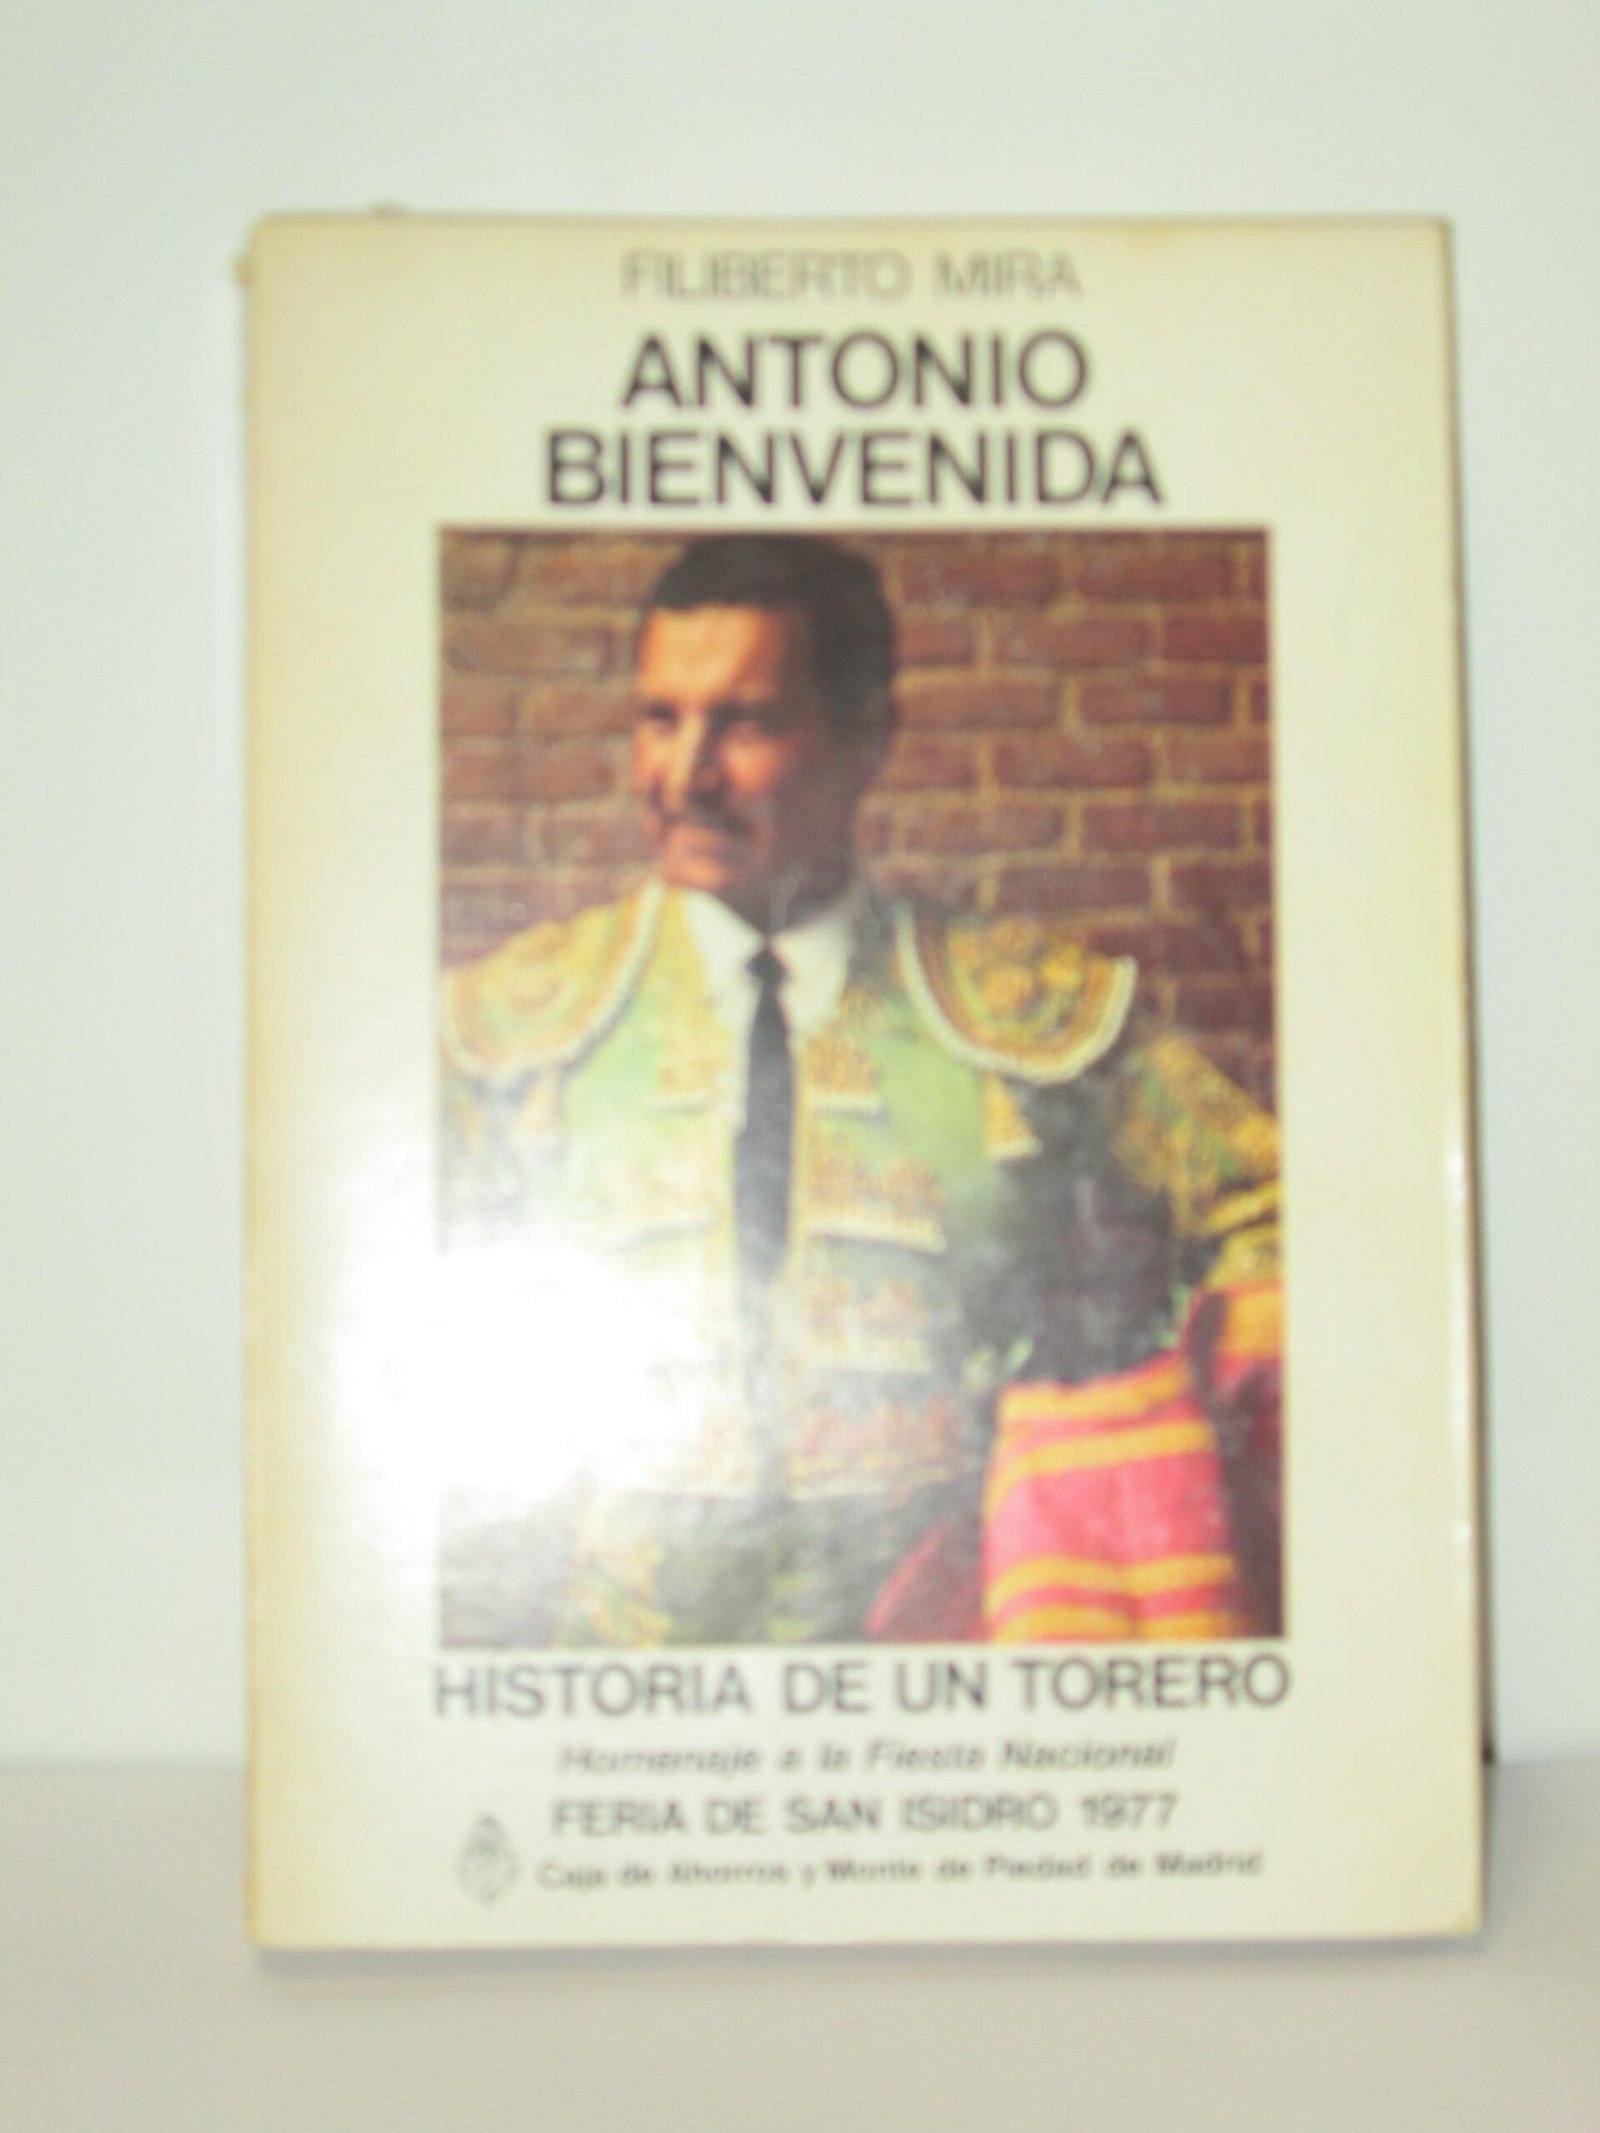 FILIBERTO MIRA
ANTONIO
BIENVENIDA
HISTORIA DE UN TORERO
Homenaje a la Fiesta Nacional
FERIA DE SAN ISIDRO 1977
Caja de Ahorros y Monte de Piedad de Madrid